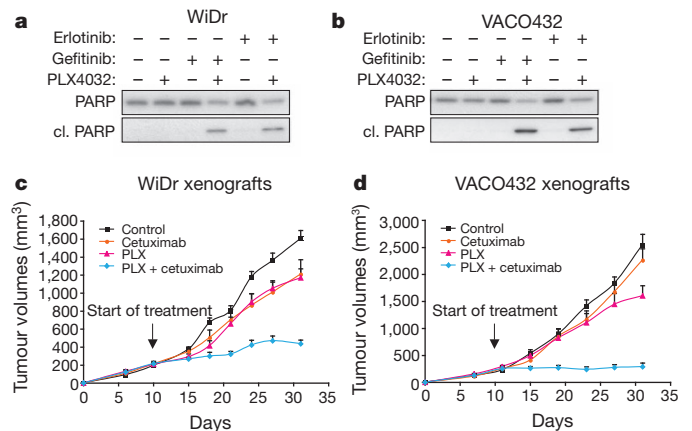 a WiDr
Erlotinib: – – – – + +
Gefitinib: – – + + – –
PLX4032: – + – + – +
PARP
cl. PARP
b VACO432
Erlotinib: – – – – + +
Gefitinib: – – + + – –
PLX4032: – + – + – +
PARP
cl. PARP
c WiDr xenografts
Tumour volumes (mm³)
1,800
1,600
1,400
1,200
1,000
800
600
400
200
0
Control
Cetuximab
PLX
PLX + cetuximab
Start of treatment
0 5 10 15 20 25 30 35
Days
d VACO432 xenografts
Tumour volumes (mm³)
3,000
2,500
2,000
1,500
1,000
500
0
Control
Cetuximab
PLX
PLX + cetuximab
Start of treatment
0 5 10 15 20 25 30 35
Days